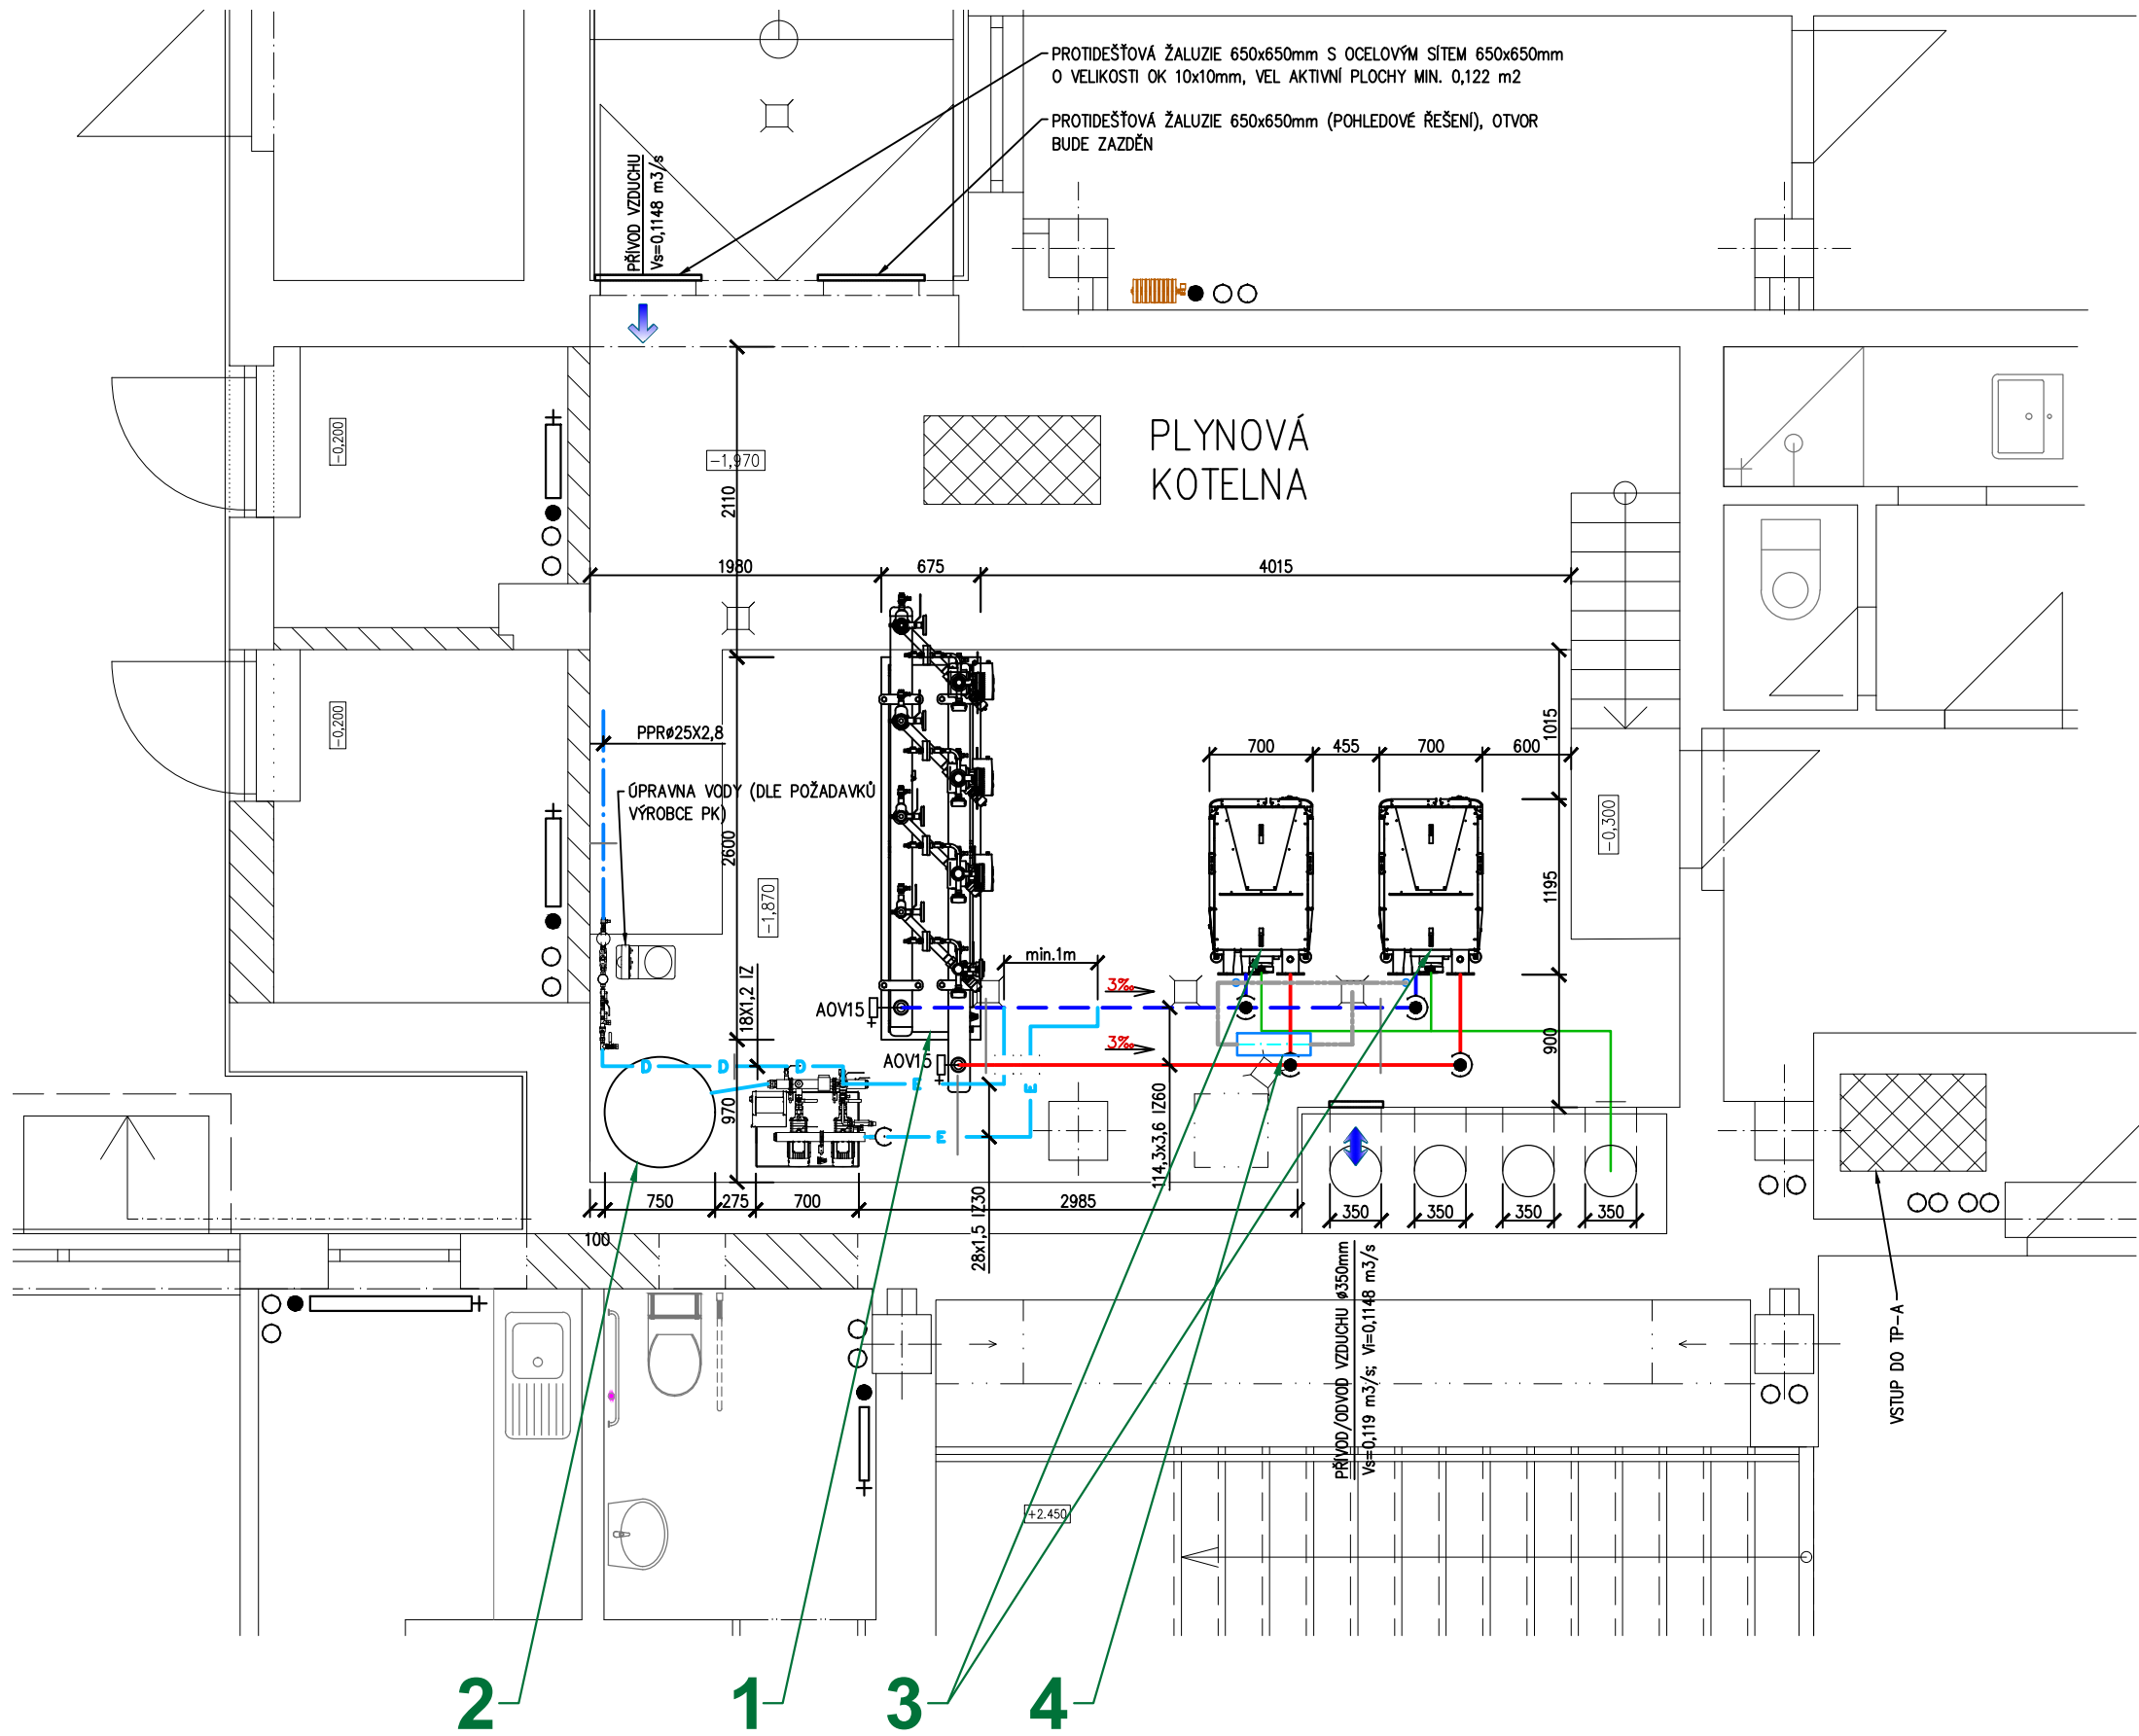 PROTIDEŠŤOVÁ ŽALUZIE 650x650mm S OCELOVÝM SÍTEM 650x650mm
O VELIKOSTI OK 10x10mm, VEL AKTIVNÍ PLOCHY MIN. 0,122 m2
PROTIDEŠŤOVÁ ŽALUZIE 650x650mm (POHLEDOVÉ ŘEŠENÍ), OTVOR
BUDE ZAZDĚN
PŘÍVOD VZDUCHU
Vs=0,1148 m3/s
-0,200
-1,970
2110
PLYNOVÁ
KOTELNA
1980
675
4015
-0,200
PPRø25X2,8
1015
700
455
700
600
ÚPRAVNA VODY (DLE POŽADAVKŮ
VÝROBCE PK)
2600
-0,300
-1,870
1195
min.1m
18X1,2 IZ
3‰
AOV15
3‰
900
AOV15
D
D
D
E
E
E
970
114,3x3,6 IZ60
750
275
700
2985
350
350
350
350
100
28x1,5 IZ30
PŘÍVOD/ODVOD VZDUCHU ø350mm
Vs=0,119 m3/s; Vi=0,1148 m3/s
VSTUP DO TP-A
+2.450
2
1
3
4